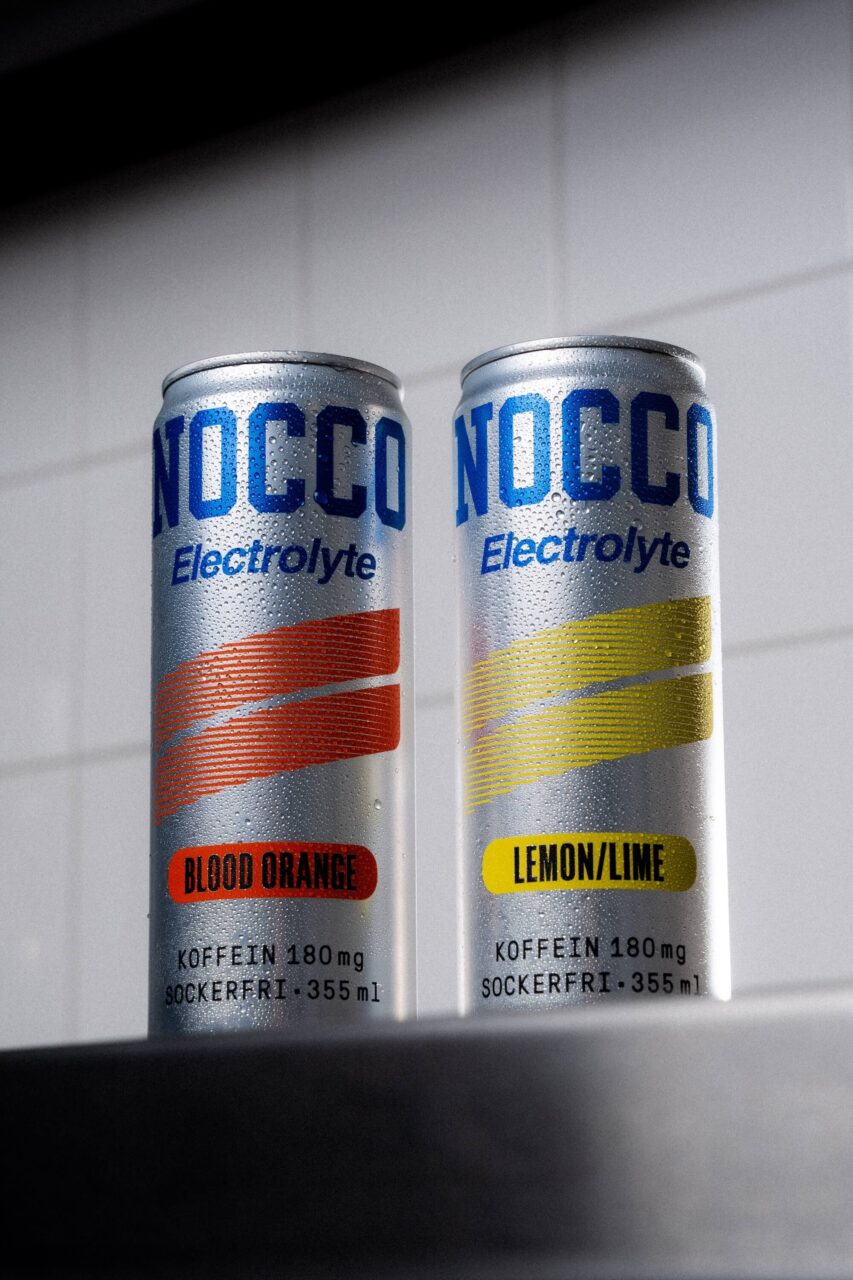 NOCCO
Electrolyte
BLOOD ORANGE
KOFFEIN 180mg
SOCKERFRI•355ml
NOCCO
Electrolyte
LEMON/LIME
KOFFEIN 180mg
SOCKERFRI•355ml